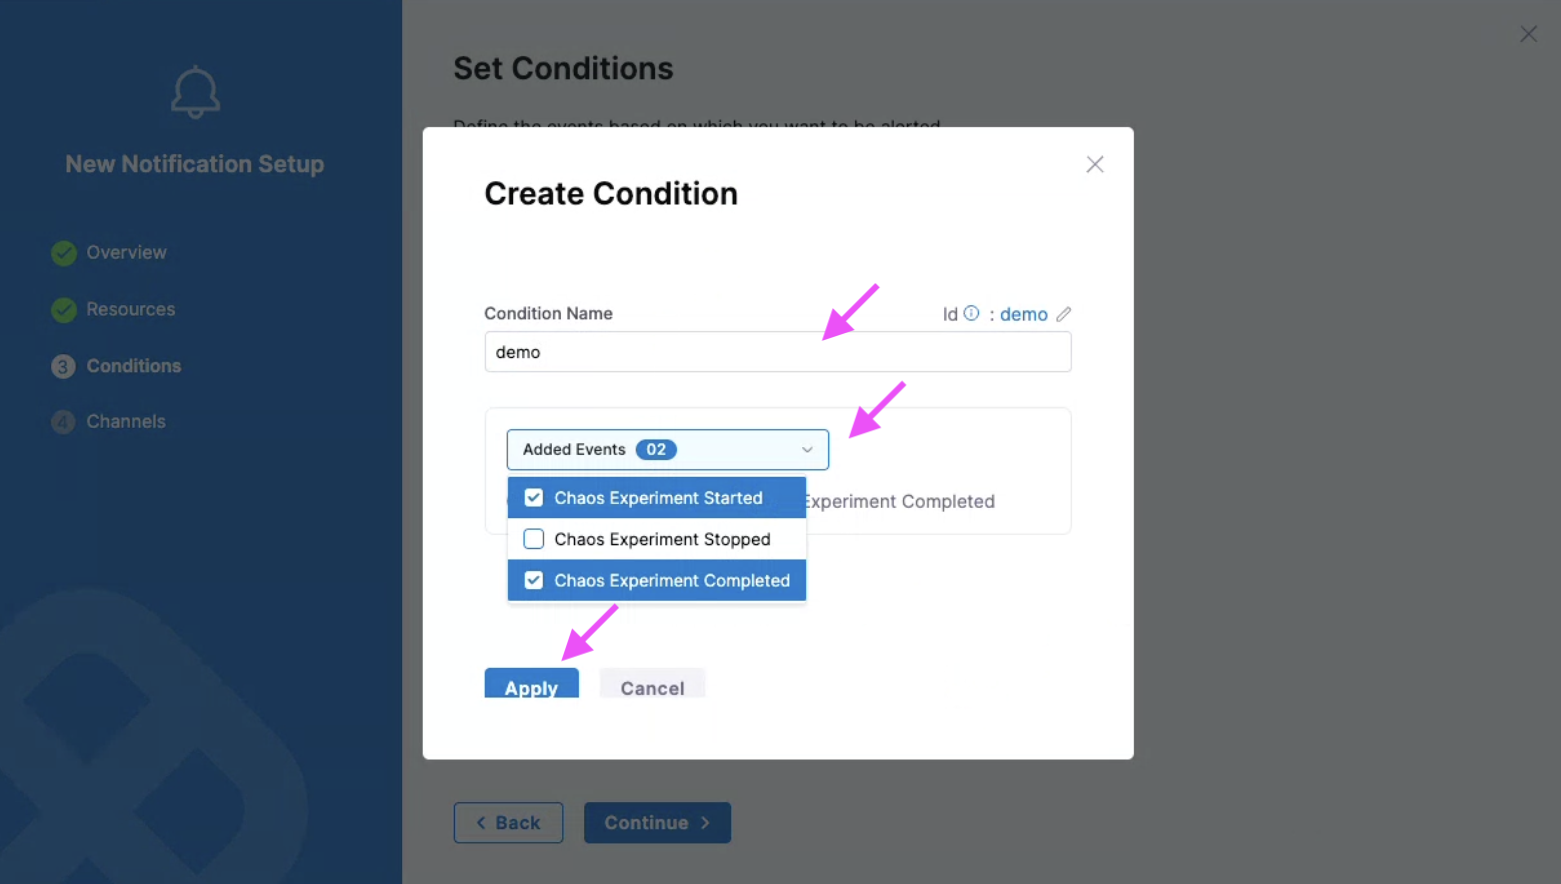 New Notification Setup
Overview
Resources
3 Conditions
4 Channels
Set Conditions
Define the events based on which you want to be alerted
Create Condition
Condition Name
Id : demo
demo
Added Events 02
Chaos Experiment Started
Experiment Completed
Chaos Experiment Stopped
Chaos Experiment Completed
Apply
Cancel
Back
Continue